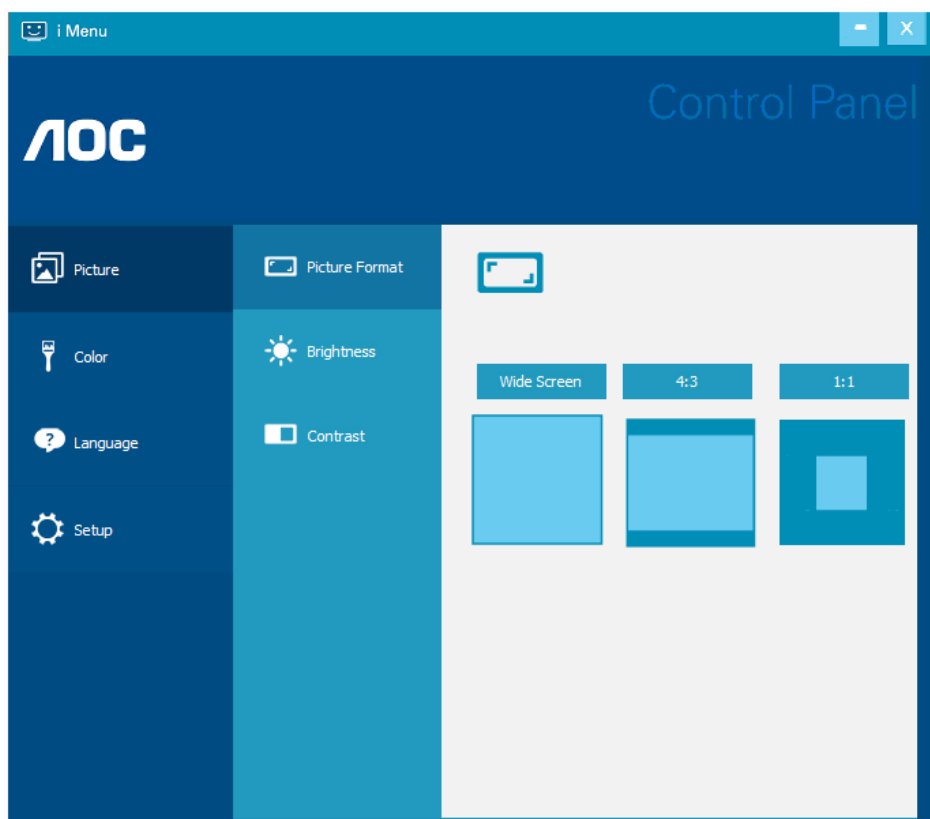 i Menu
Control Panel
AOC
Picture
Color
Language
Setup
Picture Format
Brightness
Contrast
Wide Screen
4:3
1:1